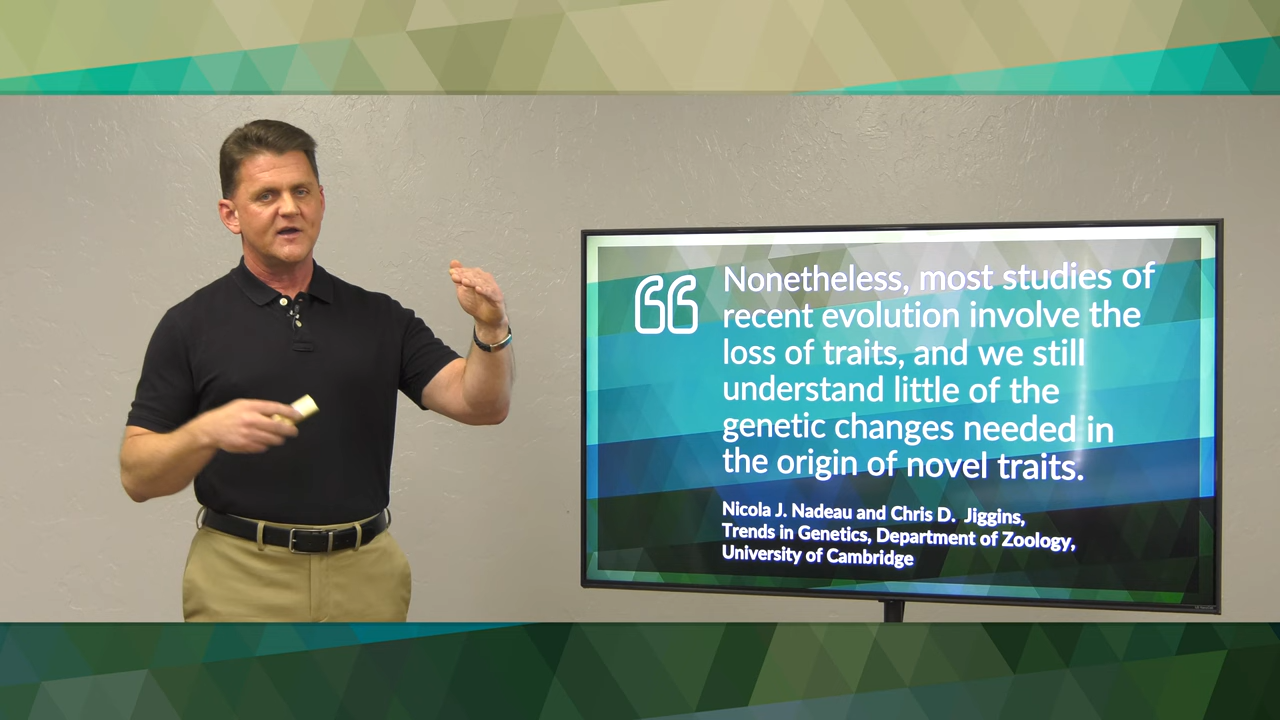 Nonetheless, most studies of
recent evolution involve the
loss of traits, and we still
understand little of the
genetic changes needed in
the origin of novel traits.
Nicola J. Nadeau and Chris D. Jiggins,
Trends in Genetics, Department of Zoology,
University of Cambridge